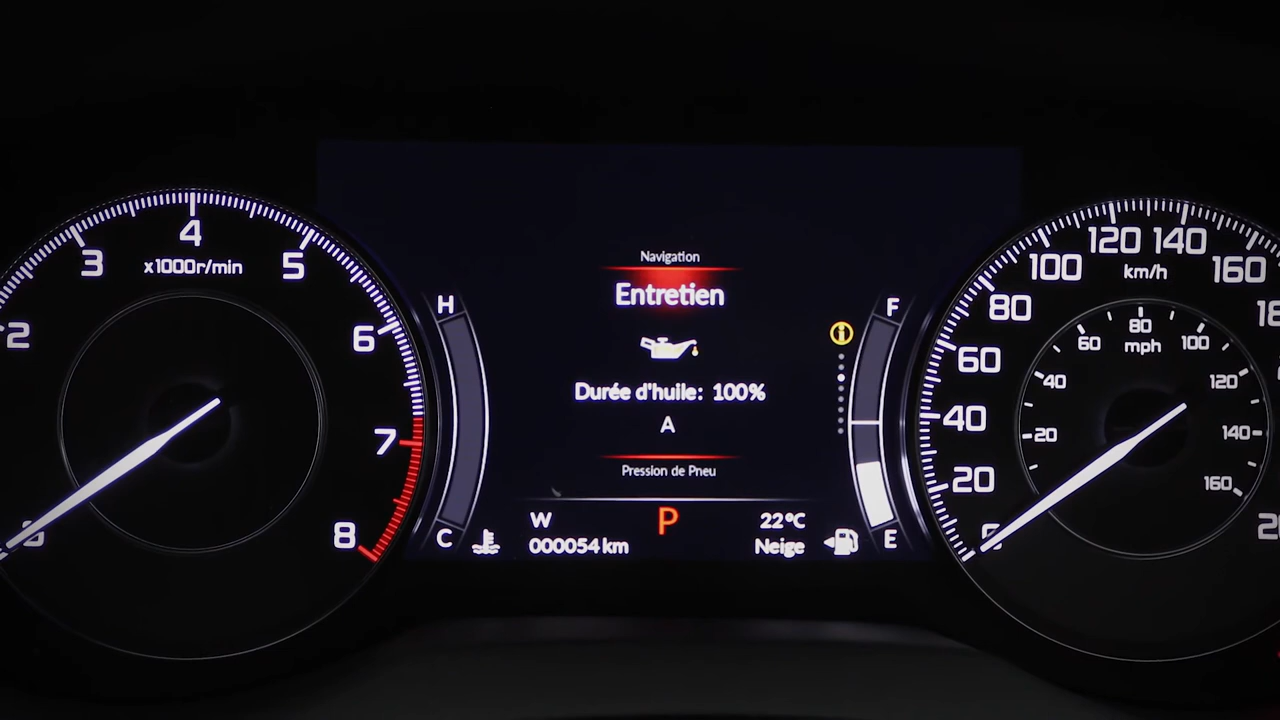 2
3
4
x1000r/min
5
6
7
8
H
C
Navigation
Entretien
Durée d'huile: 100%
A
Pression de Pneu
W
P
22°C
000054 km
Neige
F
E
20
40
60
80
100
120
140
160
km/h
20
40
60
80
mph
100
120
140
160